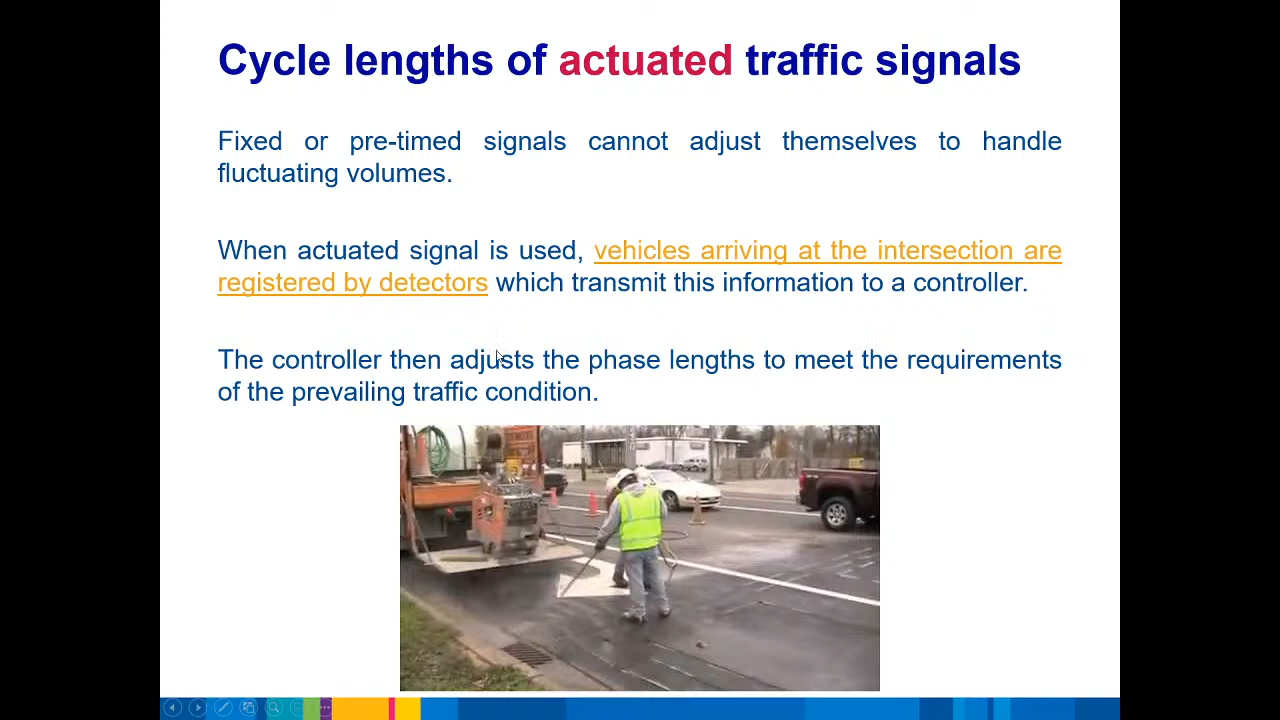 Cycle lengths of actuated traffic signals
Fixed or pre-timed signals cannot adjust themselves to handle
fluctuating volumes.
When actuated signal is used, vehicles arriving at the intersection are
registered by detectors which transmit this information to a controller.
The controller then adjusts the phase lengths to meet the requirements
of the prevailing traffic condition.